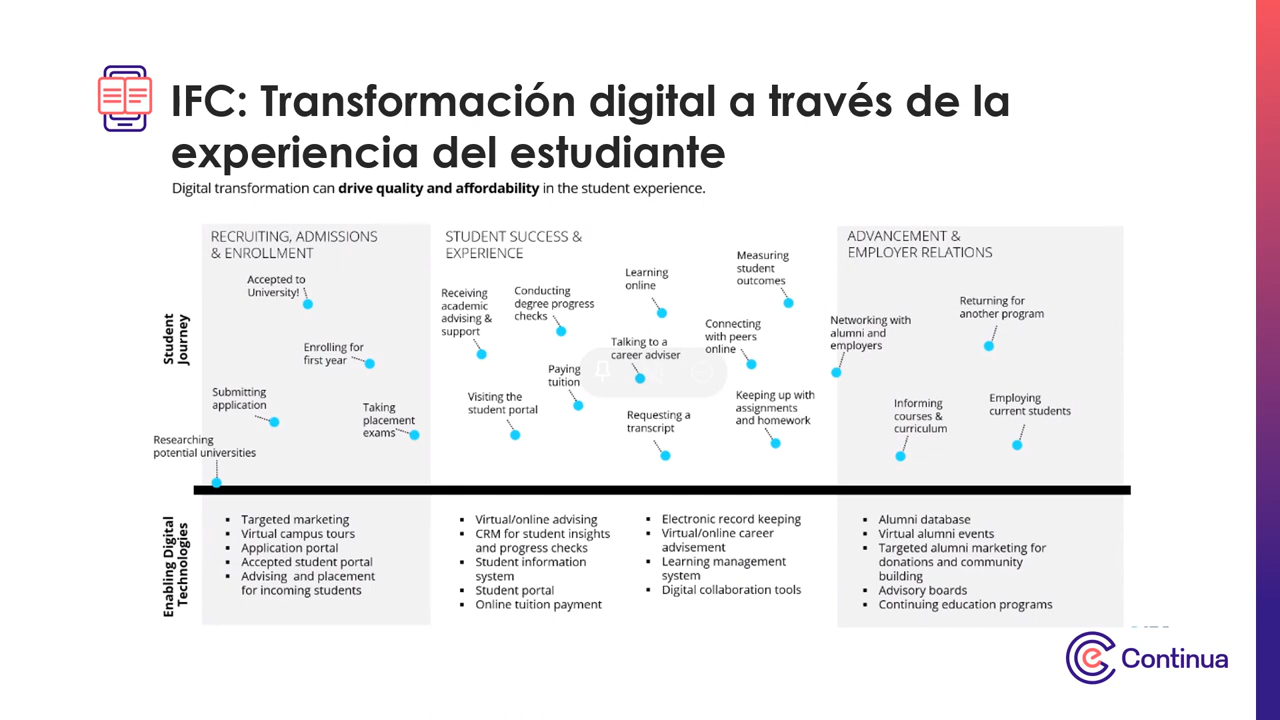 IFC: Transformación digital a través de la
experiencia del estudiante
Digital transformation can drive quality and affordability in the student experience.
Student
Journey
RECRUITING, ADMISSIONS
& ENROLLMENT
Accepted to
University!
Enrolling for
first year
Submitting
application
Taking
placement
exams
Researching
potential universities
STUDENT SUCCESS &
EXPERIENCE
Receiving
academic
advising &
support
Conducting
degree progress
checks
Learning
online
Measuring
student
outcomes
Talking to a
career adviser
Connecting
with peers
online
Paying
tuition
Visiting the
student portal
Requesting a
transcript
Keeping up with
assignments
and homework
ADVANCEMENT &
EMPLOYER RELATIONS
Networking with
alumni and
employers
Returning for
another program
Informing
courses &
curriculum
Employing
current students
Enabling Digital
Technologies
▪ Targeted marketing
▪ Virtual campus tours
▪ Application portal
▪ Accepted student portal
▪ Advising and placement
for incoming students
▪ Virtual/online advising
▪ CRM for student insights
and progress checks
▪ Student information
system
▪ Student portal
▪ Online tuition payment
▪ Electronic record keeping
▪ Virtual/online career
advisement
▪ Learning management
system
▪ Digital collaboration tools
▪ Alumni database
▪ Virtual alumni events
▪ Targeted alumni marketing for
donations and community
building
▪ Advisory boards
▪ Continuing education programs
Continua